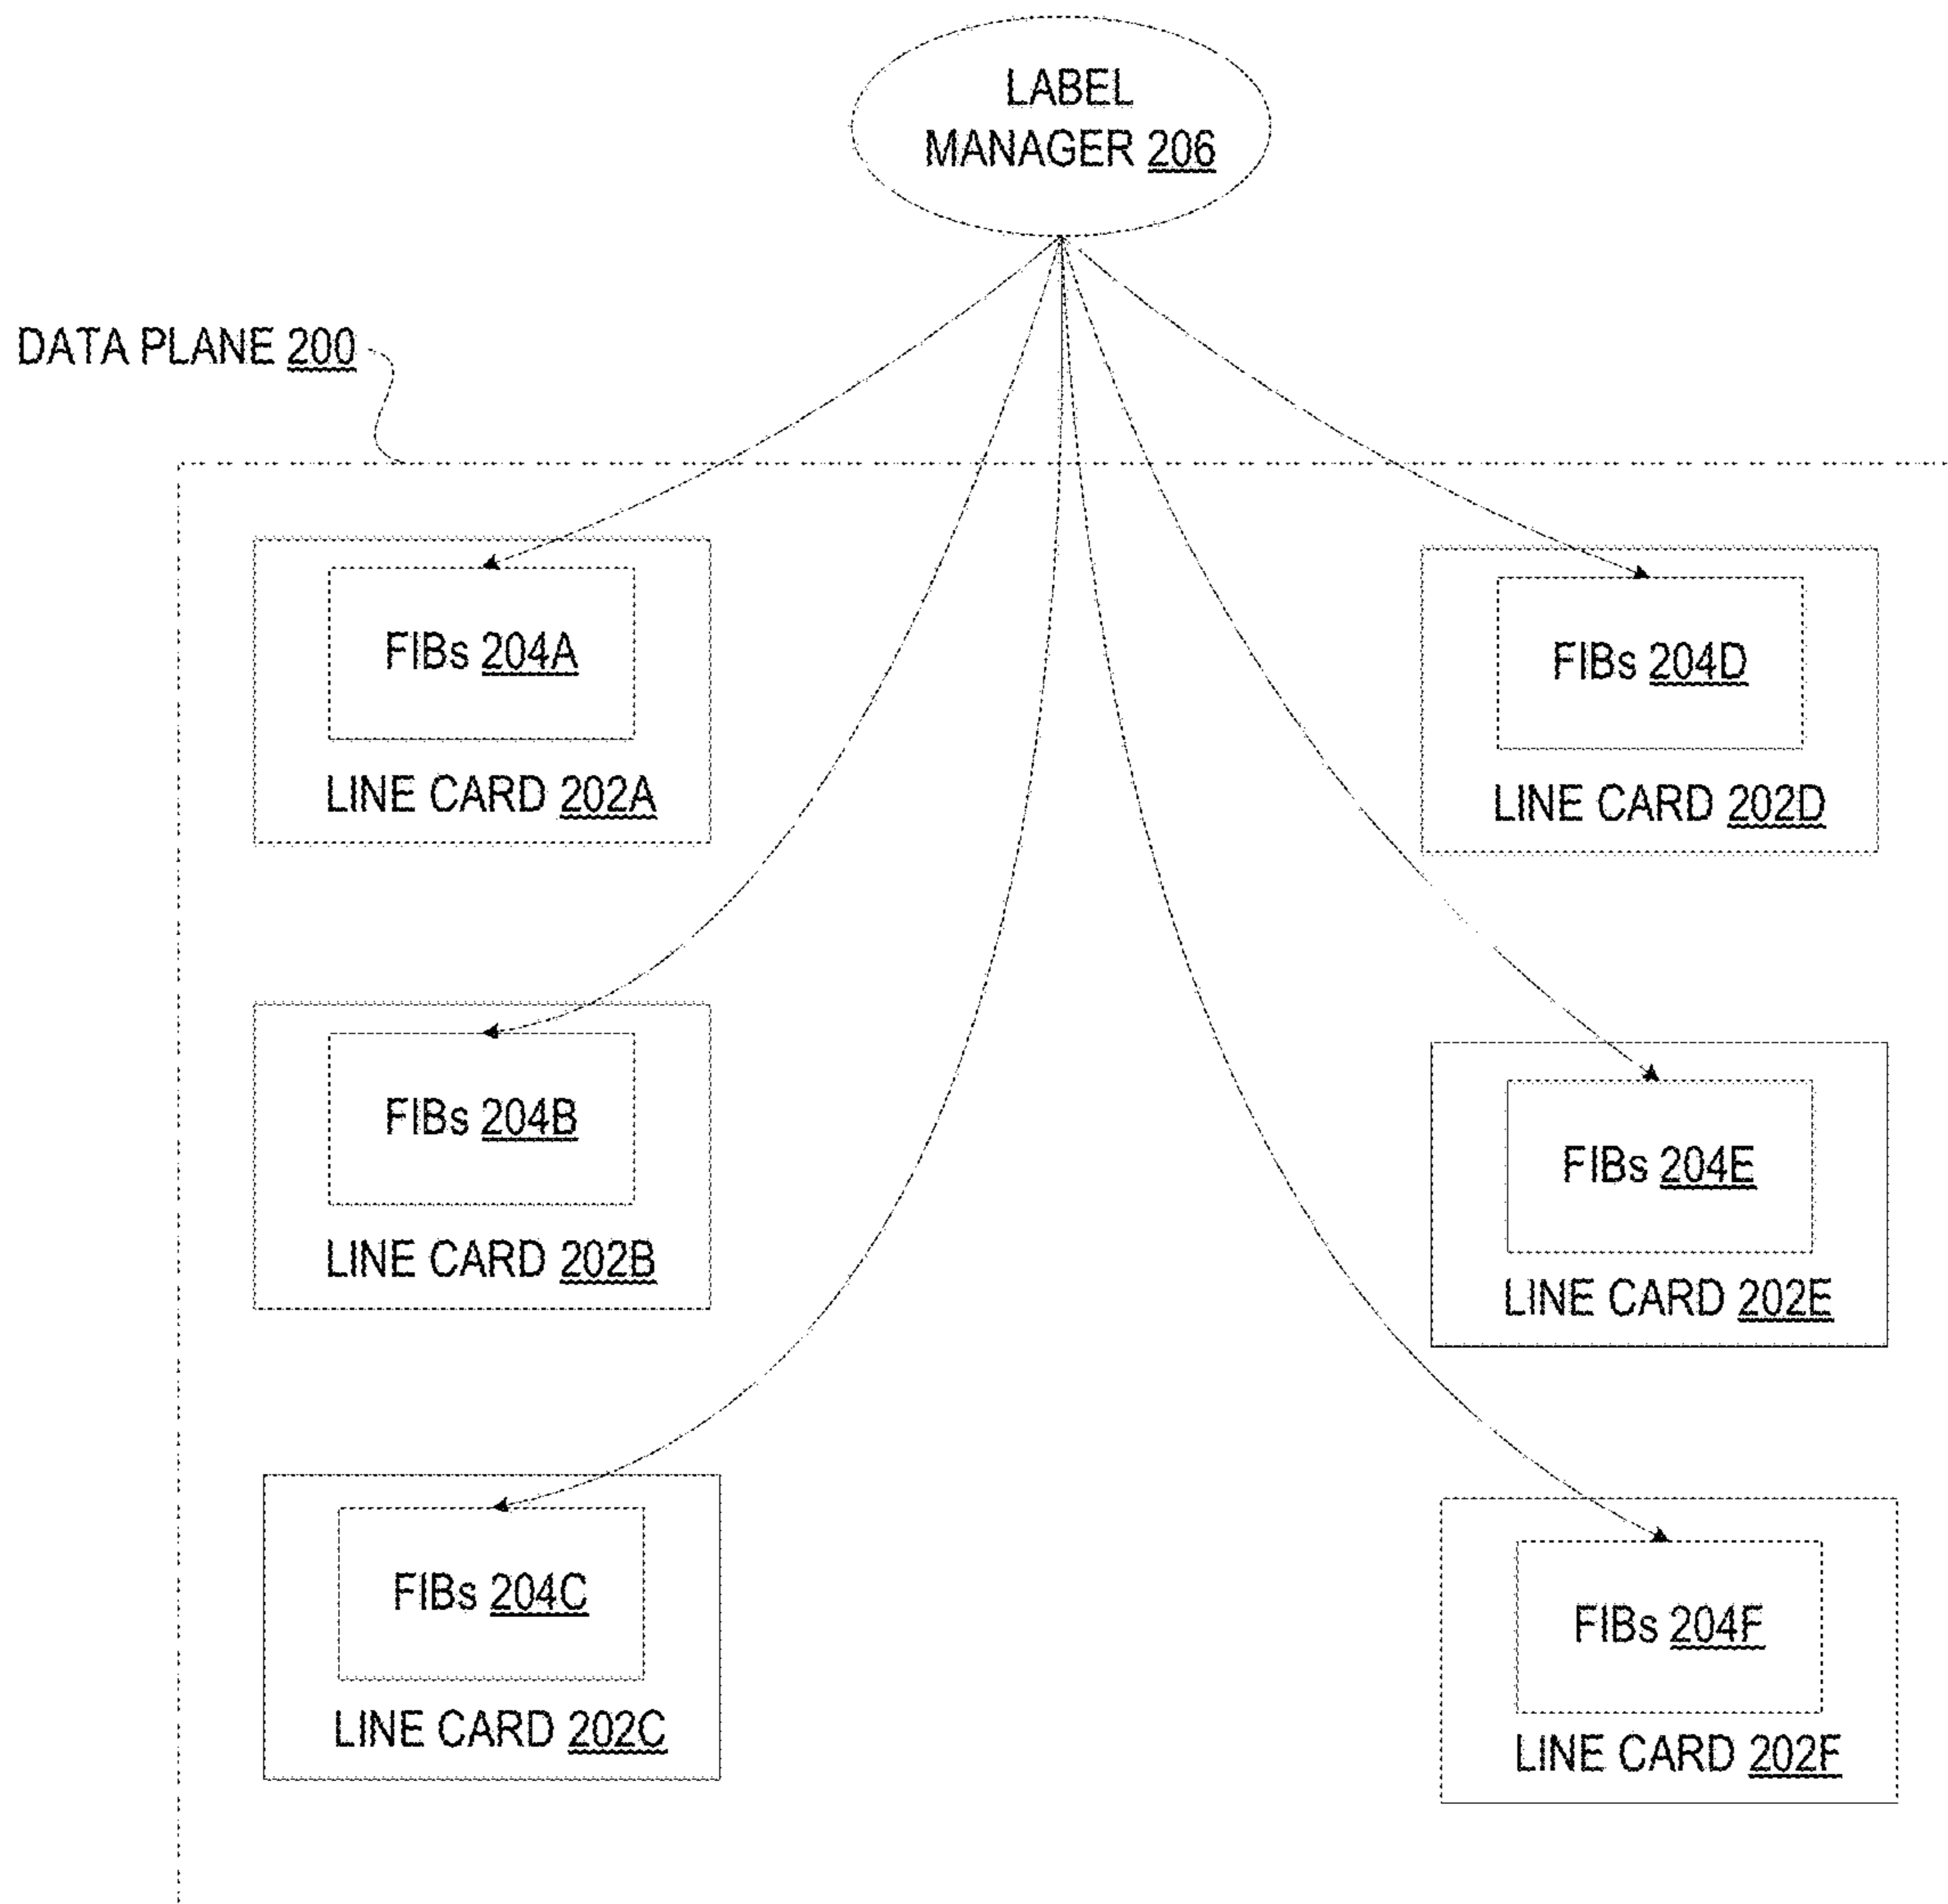 LABEL
MANAGER 206
DATA PLANE 200
FIBs 204A
LINE CARD 202A
FIBs 204D
LINE CARD 202D
FIBs 204B
LINE CARD 202B
FIBs 204E
LINE CARD 202E
FIBs 204C
LINE CARD 202C
FIBs 204F
LINE CARD 202F